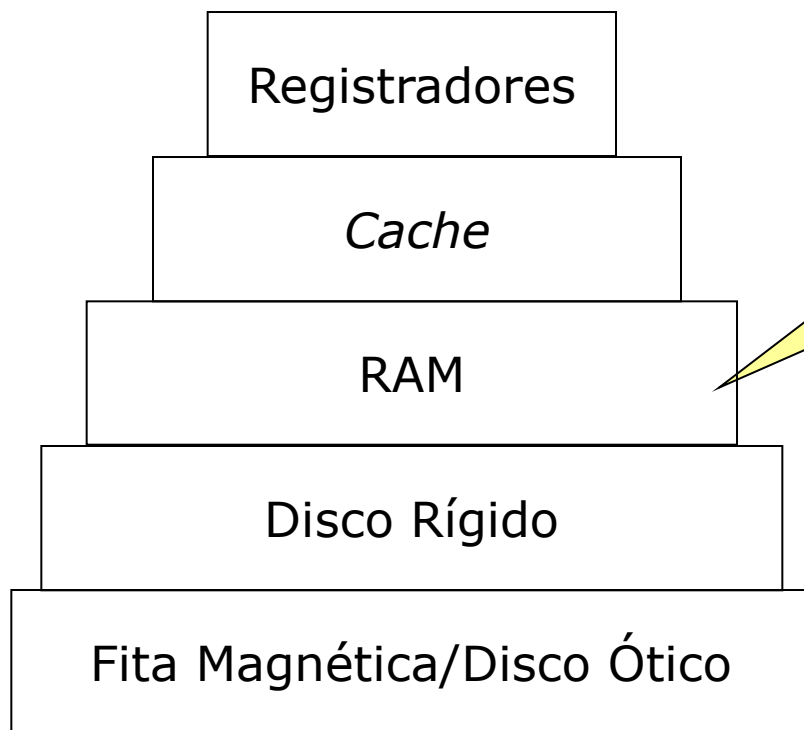 Registradores
Cache
RAM
Disco Rígido
Fita Magnética/Disco Ótico